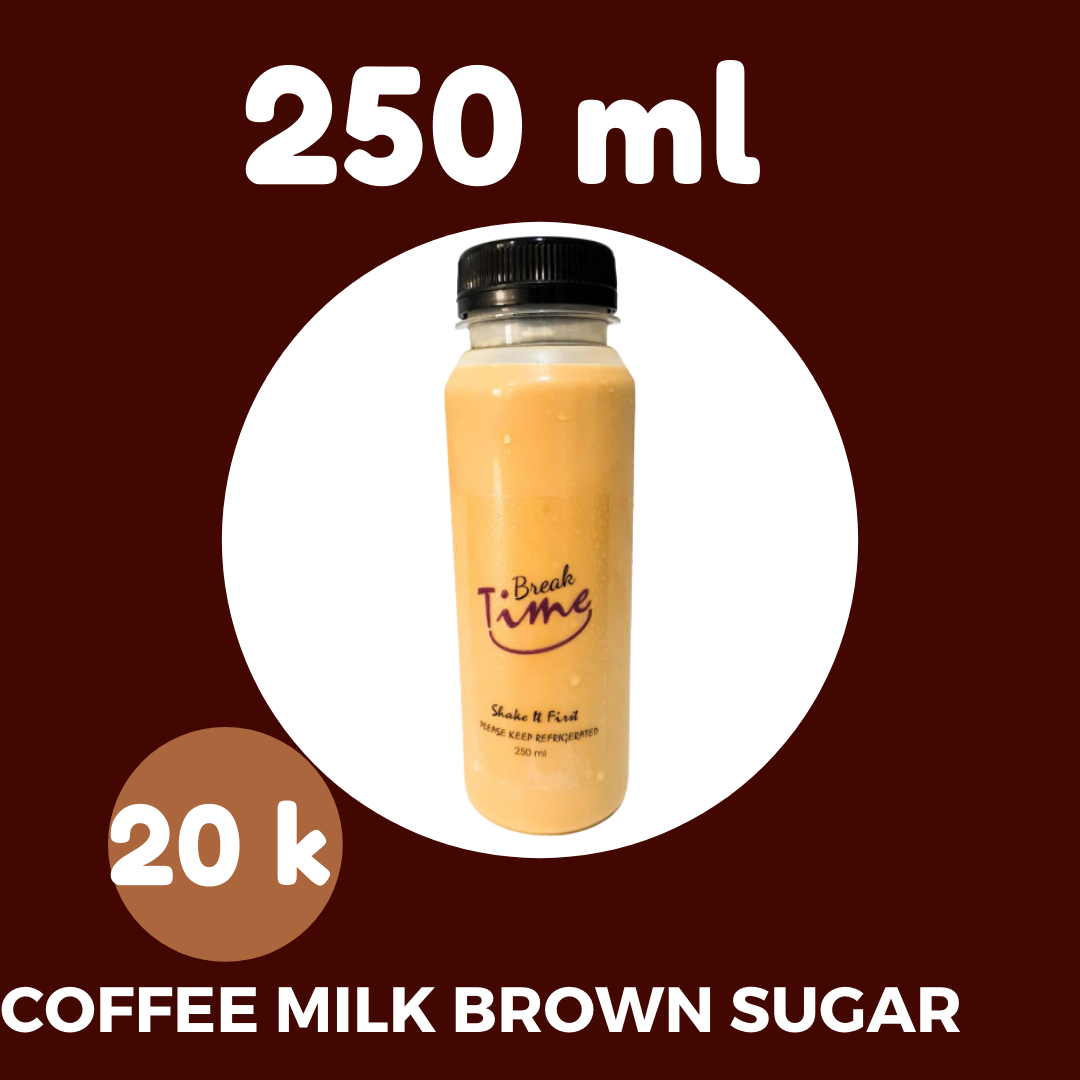 250 ml
Break
Time
Shake It First
PLEASE KEEP REFRIGERATED
250 ml
20 k
COFFEE MILK BROWN SUGAR